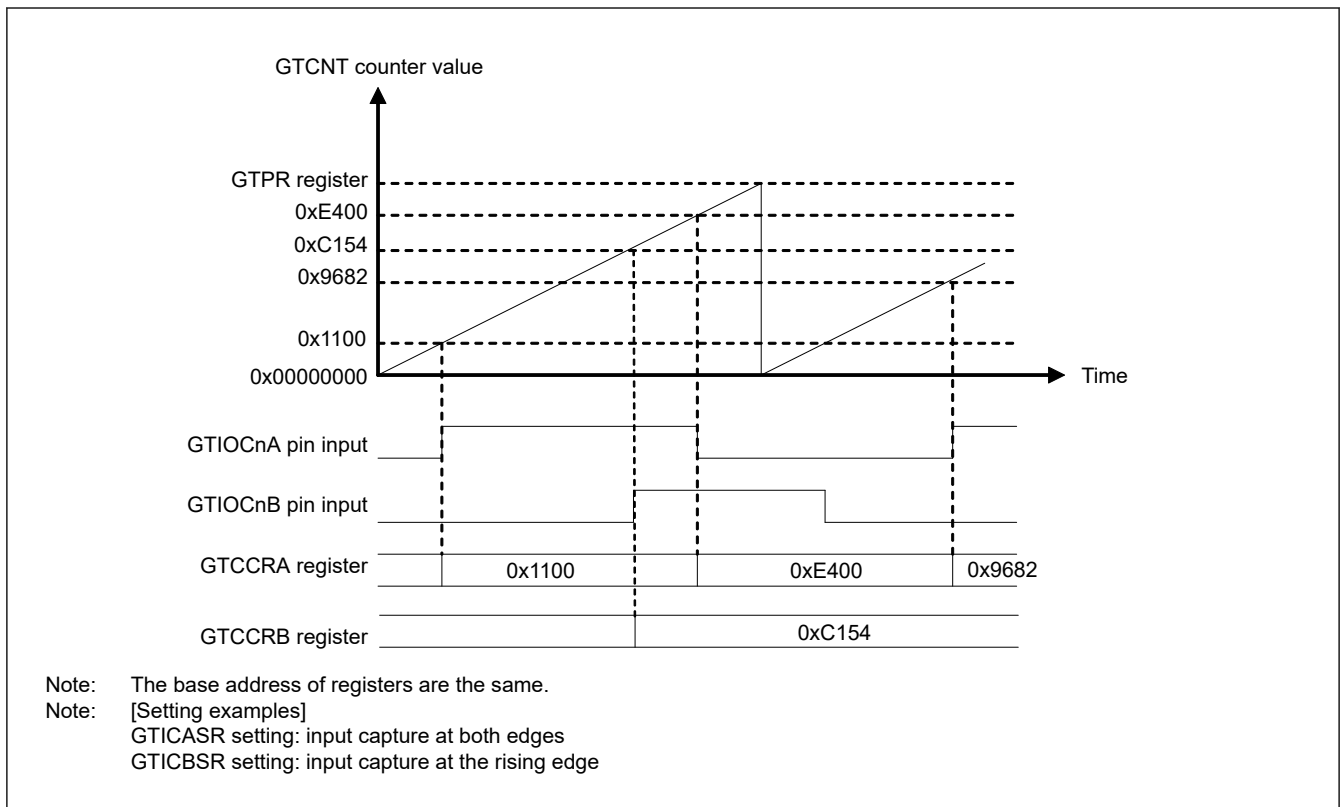 GTCNT counter value
GTPR register
0xE400
0xC154
0x9682
0x1100
0x00000000
Time
GTIOCnA pin input
GTIOCnB pin input
GTCCRA register
0x1100
0xE400
0x9682
GTCCRB register
0xC154
Note: The base address of registers are the same.
Note: [Setting examples]
GTICASR setting: input capture at both edges
GTICBSR setting: input capture at the rising edge